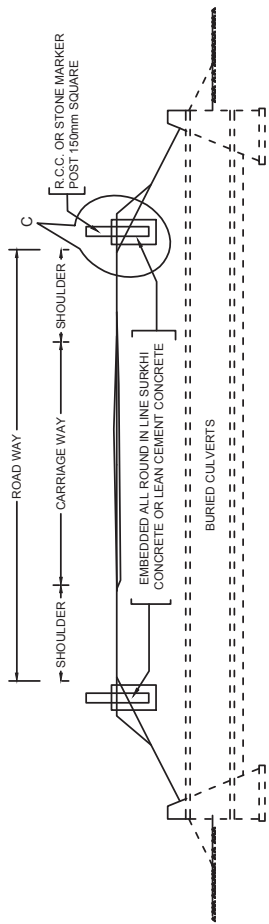 ROAD WAY
SHOULDER
CARRIAGE WAY
SHOULDER
C
R.C.C. OR STONE MARKER
POST 150mm SQUARE
EMBEDDED ALL ROUND IN LINE SURKHI
CONCRETE OR LEAN CEMENT CONCRETE
BURIED CULVERTS